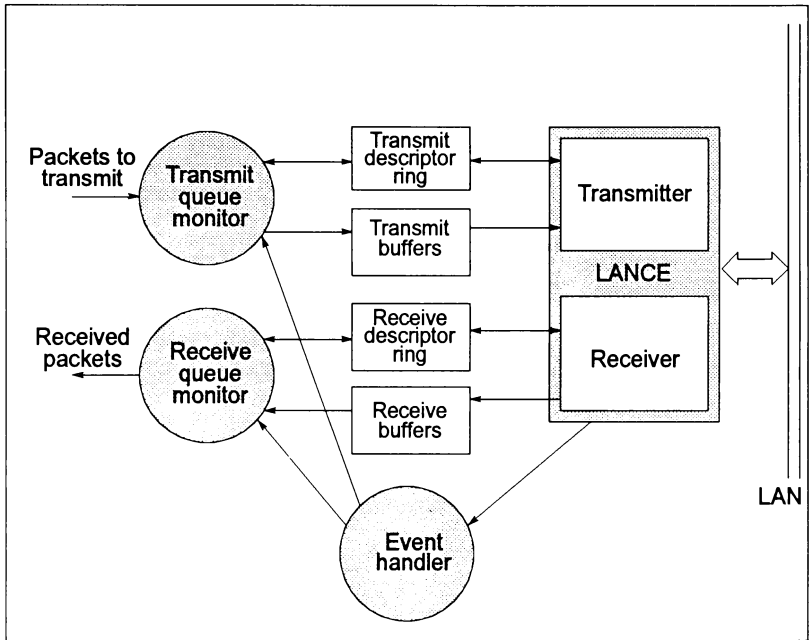 Packets to
transmit
Transmit
queue
monitor
Transmit
descriptor
ring
Transmit
buffers
Transmitter
LANCE
Received
packets
Receive
queue
monitor
Receive
descriptor
ring
Receive
buffers
Receiver
LAN
Event
handler